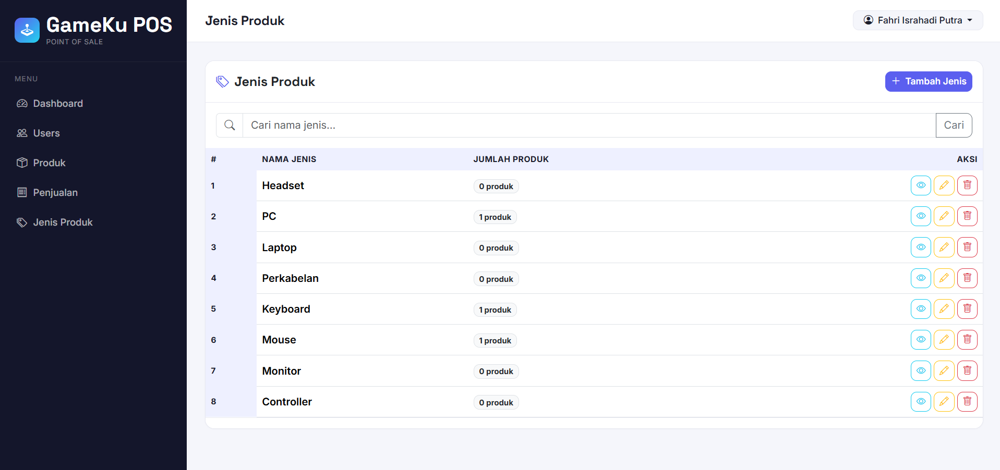 GameKu POS
POINT OF SALE
MENU
Dashboard
Users
Produk
Penjualan
Jenis Produk
Jenis Produk
Fahri Israhadi Putra
Jenis Produk
+ Tambah Jenis
Cari nama jenis...
Cari
# NAMA JENIS JUMLAH PRODUK AKSI
1 Headset 0 produk
2 PC 1 produk
3 Laptop 0 produk
4 Perkabelan 0 produk
5 Keyboard 1 produk
6 Mouse 1 produk
7 Monitor 0 produk
8 Controller 0 produk